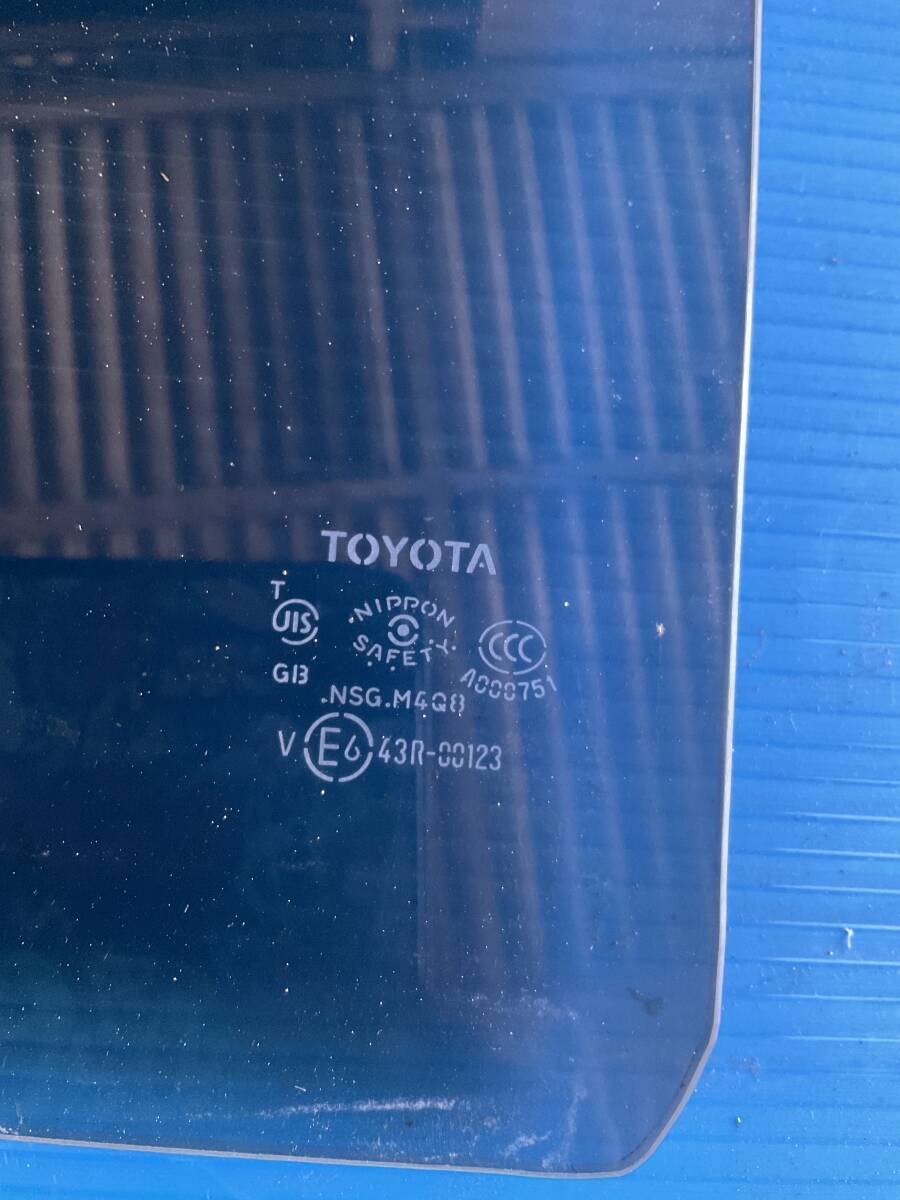 TOYOTA
T
JIS
GB
.NIPPON
SAFETY.
CCC
A000751
.NSG.M4Q8
V E6 43R-00123